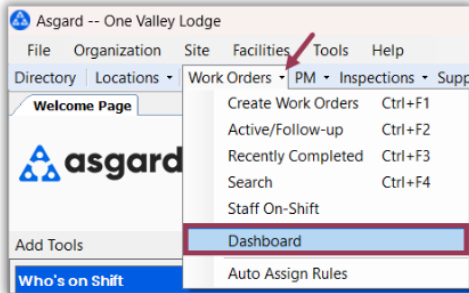 Asgard -- One Valley Lodge
File Organization Site Facilities Tools Help
Directory Locations Work Orders PM Inspections Supp
Welcome Page
asgard
Create Work Orders Ctrl+F1
Active/Follow-up Ctrl+F2
Recently Completed Ctrl+F3
Search Ctrl+F4
Staff On-Shift
Dashboard
Auto Assign Rules
Add Tools
Who's on Shift